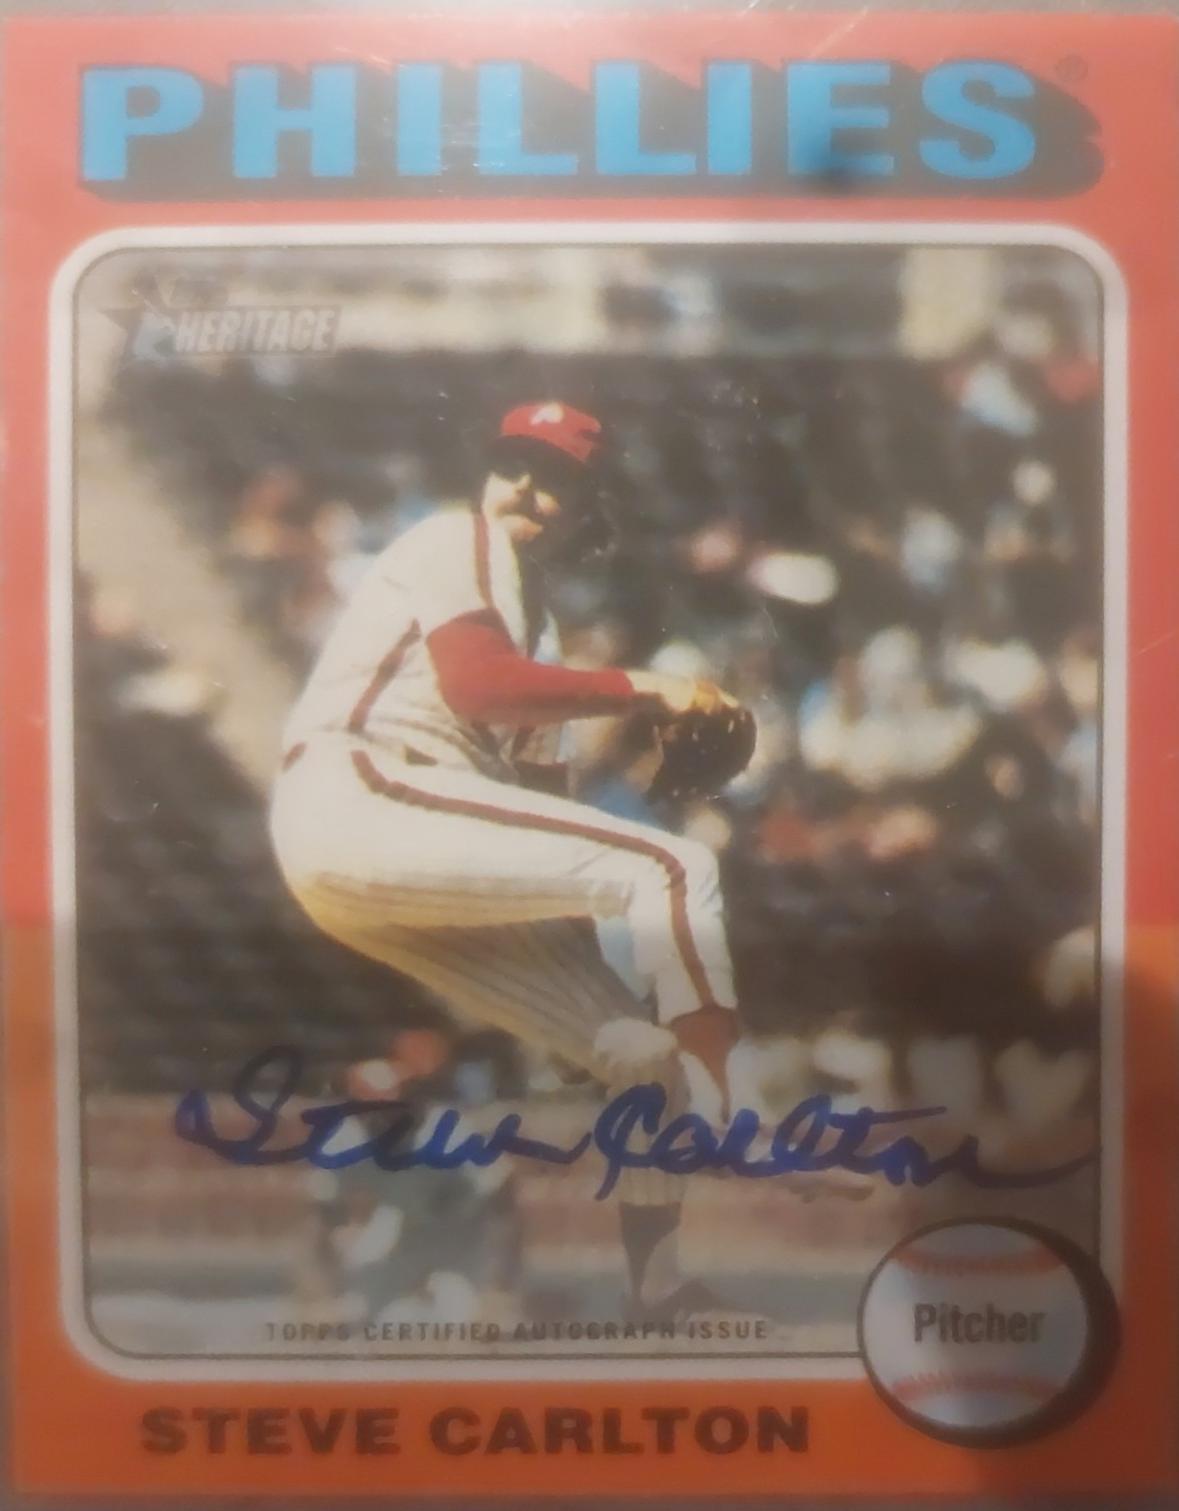 PHILLIES®
HERITAGE
Steve Carlton
TOPPS CERTIFIED AUTOGRAPH ISSUE
Pitcher
STEVE CARLTON